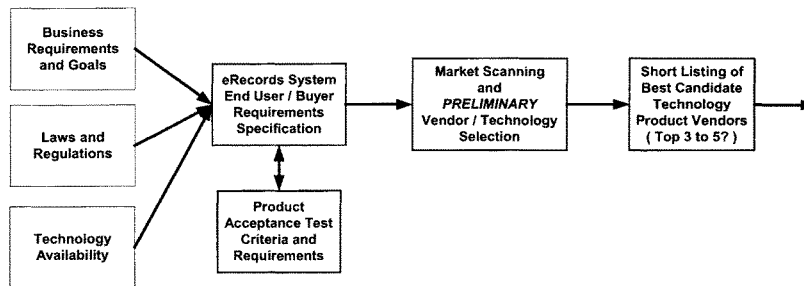 Business
Requirements
and Goals
Laws and
Regulations
Technology
Availability
eRecords System
End User / Buyer
Requirements
Specification
Product
Acceptance Test
Criteria and
Requirements
Market Scanning
and
PRELIMINARY
Vendor / Technology
Selection
Short Listing of
Best Candidate
Technology
Product Vendors
( Top 3 to 5? )